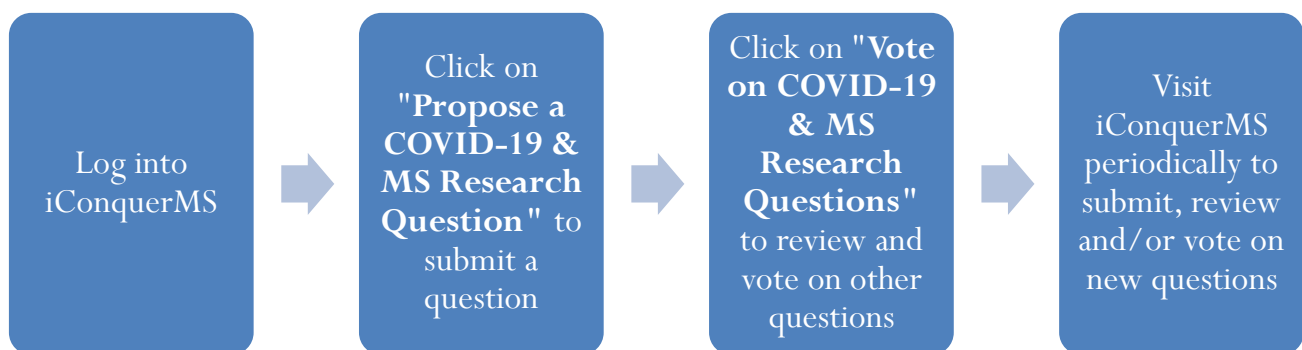 Log into
iConquerMS
Click on
"Propose a
COVID-19 &
MS Research
Question" to
submit a
question
Click on "Vote
on COVID-19
& MS
Research
Questions"
to review and
vote on other
questions
Visit
iConquerMS
periodically to
submit, review
and/or vote on
new questions